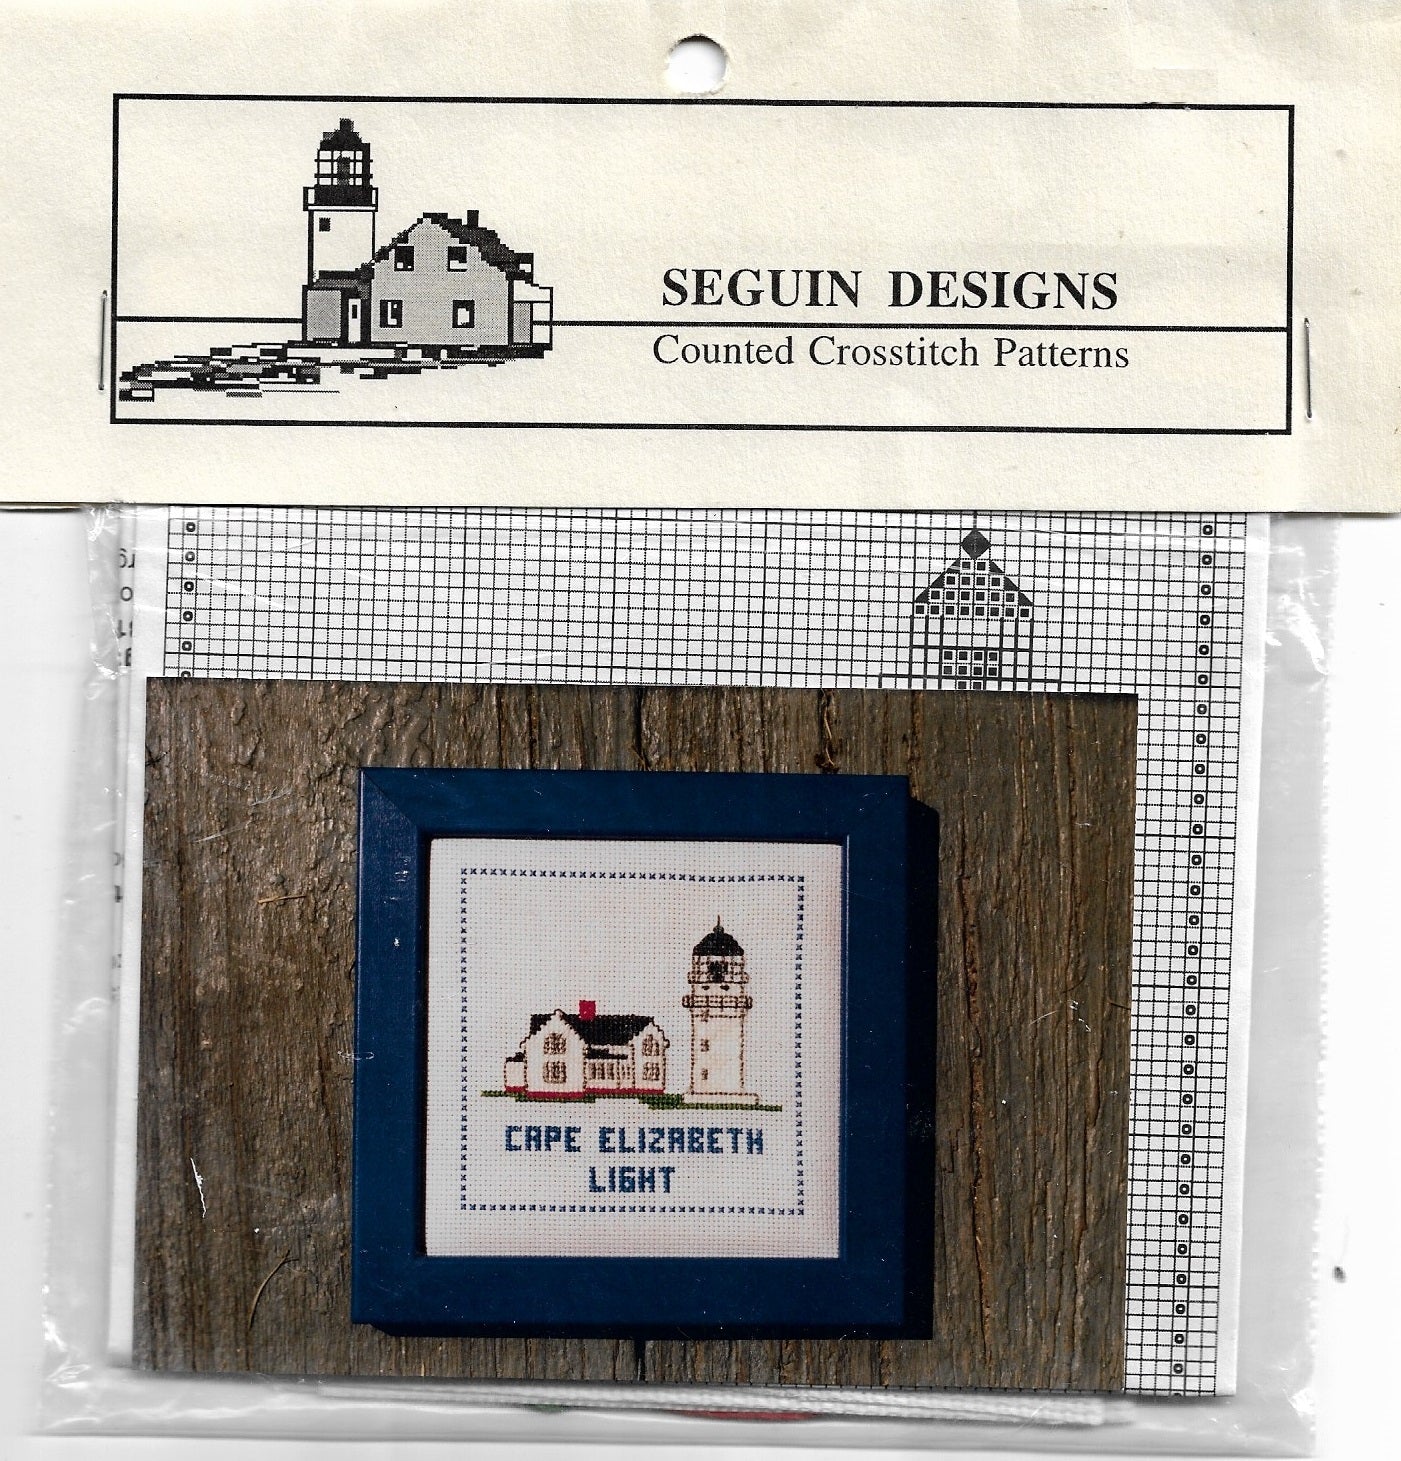 SEGUIN DESIGNS
Counted Crosstitch Patterns
CAPE ELIZABETH
LIGHT